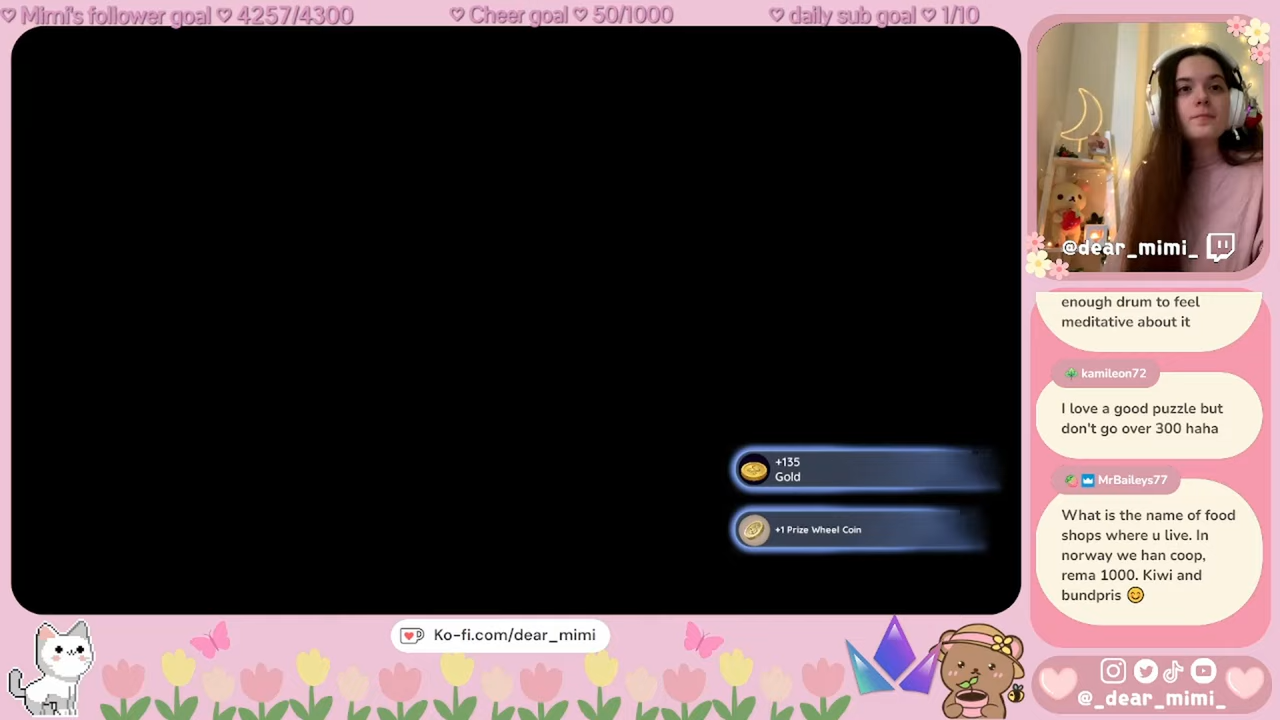 ♡ Mimi's follower goal ♡ 4257/4300
♡ Cheer goal ♡ 50/1000
♡ daily sub goal ♡ 1/10
@dear_mimi_
enough drum to feel
meditative about it
kamileon72
I love a good puzzle but
don't go over 300 haha
MrBaileys77
What is the name of food
shops where u live. In
norway we han coop,
rema 1000. Kiwi and
bundpris 😊
+135
Gold
+1 Prize Wheel Coin
Ko-fi.com/dear_mimi
@_dear_mimi_